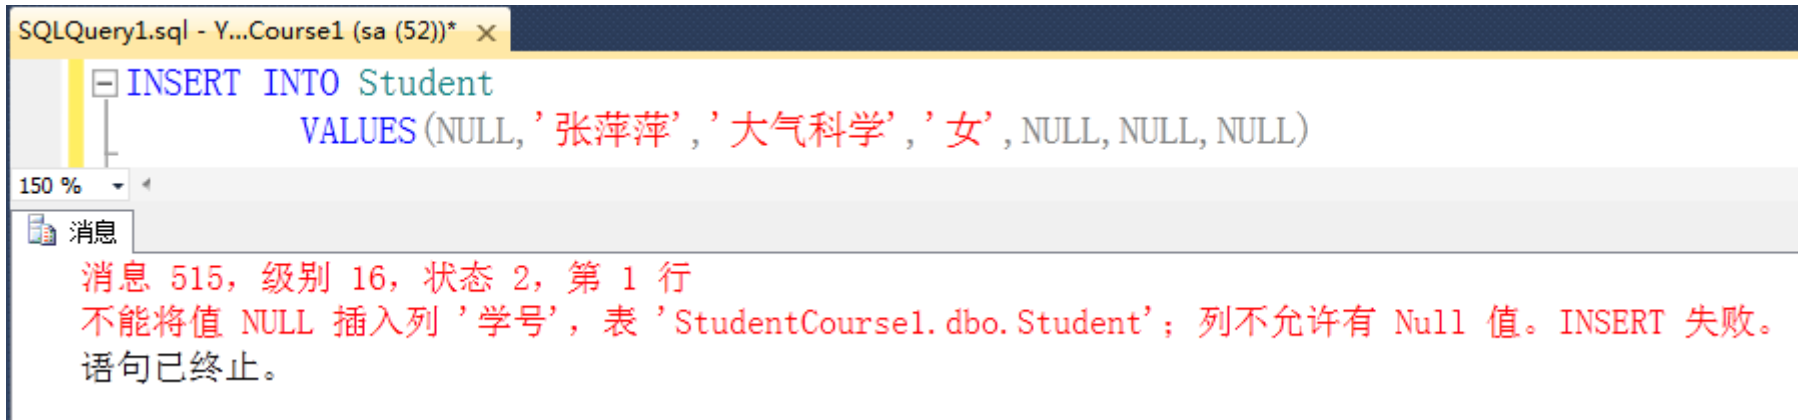 SQLQuery1.sql - Y...Course1 (sa (52))* ×
INSERT INTO Student
VALUES(NULL,'张萍萍','大气科学','女',NULL,NULL,NULL)
150 %
消息
消息 515，级别 16，状态 2，第 1 行
不能将值 NULL 插入列 '学号'，表 'StudentCourse1.dbo.Student'；列不允许有 Null 值。INSERT 失败。
语句已终止。